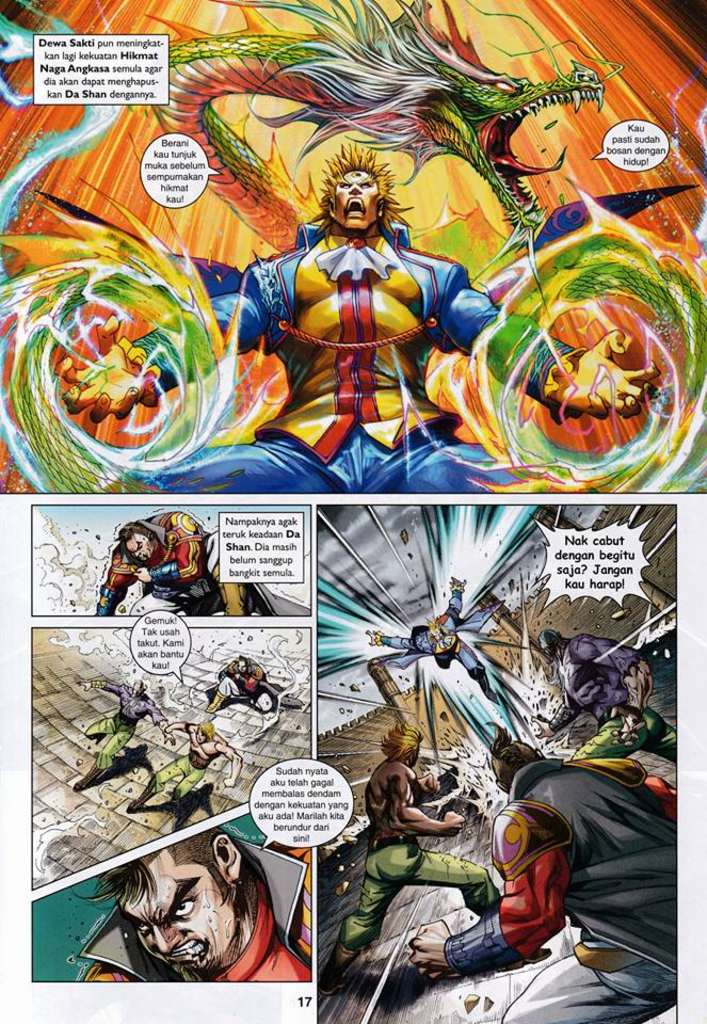 Dewa Sakti pun meningkat-
kan lagi kekuatan Hikmat
Naga Angkasa semula agar
dia akan dapat menghapus-
kan Da Shan dengannya.
Berani
kau tunjuk
muka sebelum
sempurnakan
hikmat
kau!
Kau
pasti sudah
bosan dengan
hidup!
Nampaknya agak
teruk keadaan Da
Shan. Dia masih
belum sanggup
bangkit semula.
Gemuk!
Tak usah
takut. Kami
akan bantu
kau!
Sudah nyata
aku telah gagal
membalas dendam
dengan kekuatan yang
aku ada! Marilah kita
berundur dari
sini!
Nak cabut
dengan begitu
saja? Jangan
kau harap!
17